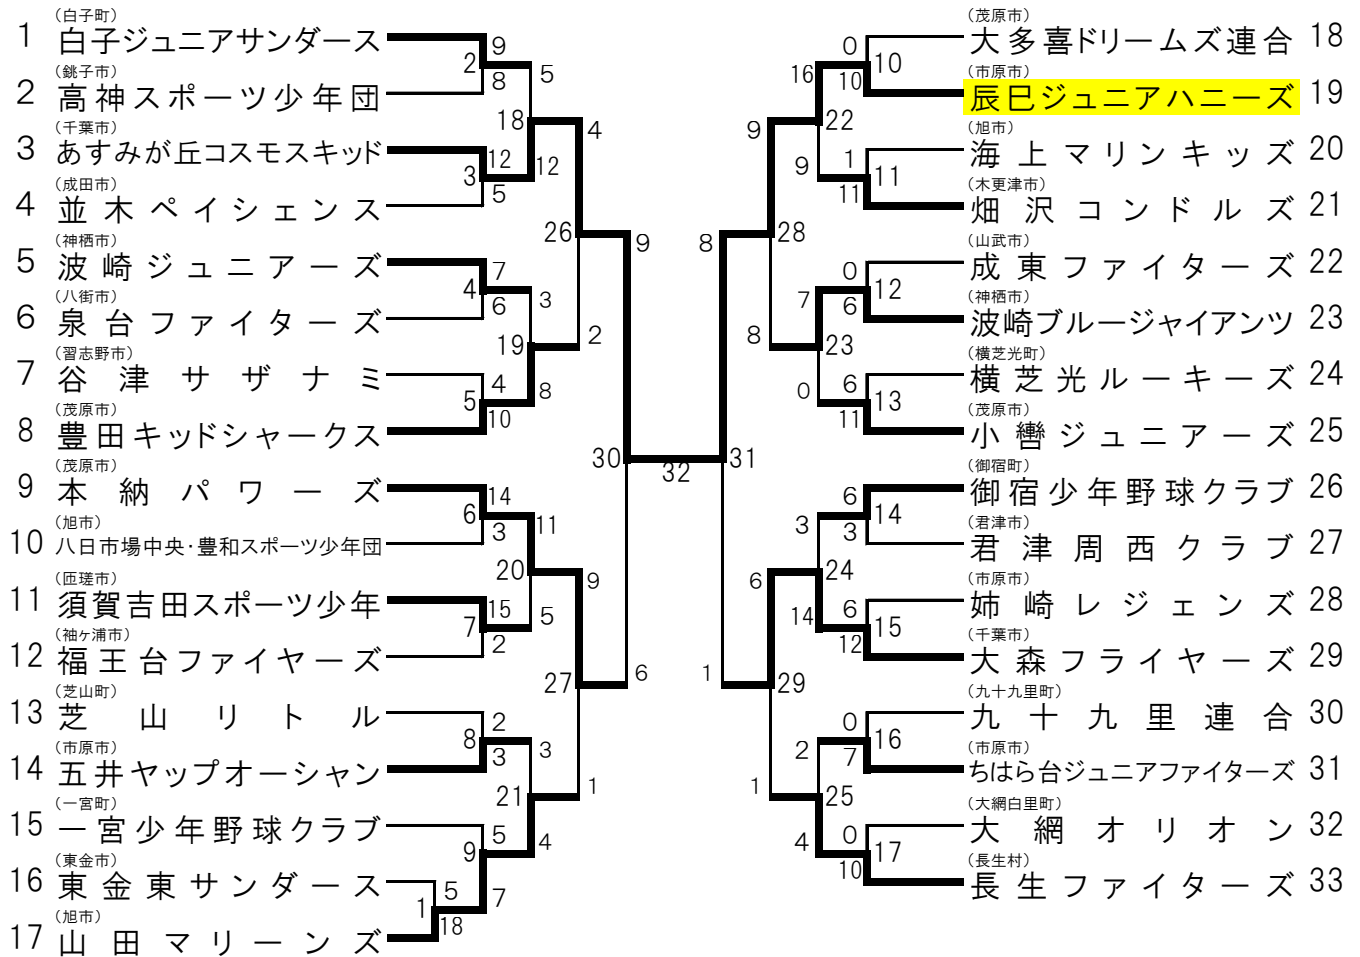 (白子町)
1 白子ジュニアサンダース
(銚子市)
2 高神スポーツ少年団
(千葉市)
3 あすみが丘コスモスキッド
(成田市)
4 並木ペイシェンス
(神栖市)
5 波崎ジュニアーズ
(八街市)
6 泉台ファイターズ
(習志野市)
7 谷津サザナミ
(茂原市)
8 豊田キッドシャークス
(茂原市)
9 本納パワーズ
(旭市)
10 八日市場中央・豊和スポーツ少年団
(匝瑳市)
11 須賀吉田スポーツ少年
(袖ヶ浦市)
12 福王台ファイヤーズ
(芝山町)
13 芝山リトル
(市原市)
14 五井ヤップオーシャン
(一宮町)
15 一宮少年野球クラブ
(東金市)
16 東金東サンダース
(旭市)
17 山田マリーンズ
9
2
8
5
18
12
3
5
12
4
26
7
4
6
3
19
4
5
10
8
2
9
30
14
6
3
11
20
15
7
2
5
9
27
2
8
3
3
21
5
9
7
4
5
1
18
1
6
32
8
31
1
9
28
8
16
22
9
0
10
10
1
11
11
7
23
0
0
12
6
6
13
11
6
29
1
3
24
14
6
14
3
6
15
12
2
25
4
0
16
7
0
17
10
(茂原市)
大多喜ドリームズ連合 18
(市原市)
辰巳ジュニアハニーズ 19
(旭市)
海上マリンキッズ 20
(木更津市)
畑沢コンドルズ 21
(山武市)
成東ファイターズ 22
(神栖市)
波崎ブルージャイアンツ 23
(横芝光町)
横芝光ルーキーズ 24
(茂原市)
小轡ジュニアーズ 25
(御宿町)
御宿少年野球クラブ 26
(君津市)
君津周西クラブ 27
(市原市)
姉崎レジェンズ 28
(千葉市)
大森フライヤーズ 29
(九十九里町)
九十九里連合 30
(市原市)
ちはら台ジュニアファイターズ 31
(大網白里町)
大網オリオン 32
(長生村)
長生ファイターズ 33